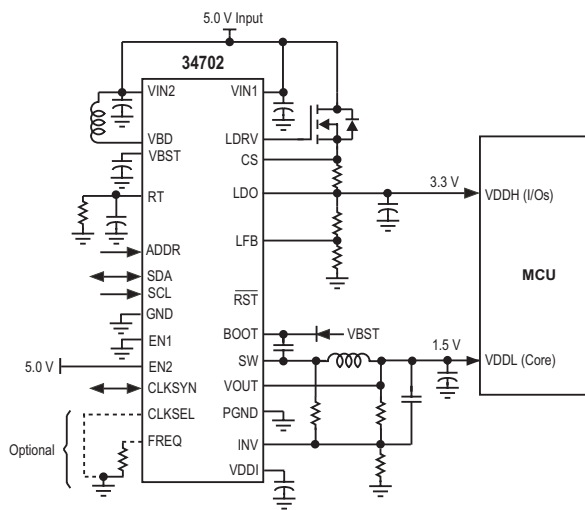 5.0 V Input
34702
VIN2
VIN1
VBD
LDRV
VBST
CS
RT
LDO
3.3 V
VDDH (I/Os)
LFB
MCU
ADDR
SDA
SCL
RST
GND
BOOT
VBST
EN1
SW
1.5 V
VDDL (Core)
5.0 V
EN2
VOUT
CLKSYN
CLKSEL
PGND
Optional
FREQ
INV
VDDI